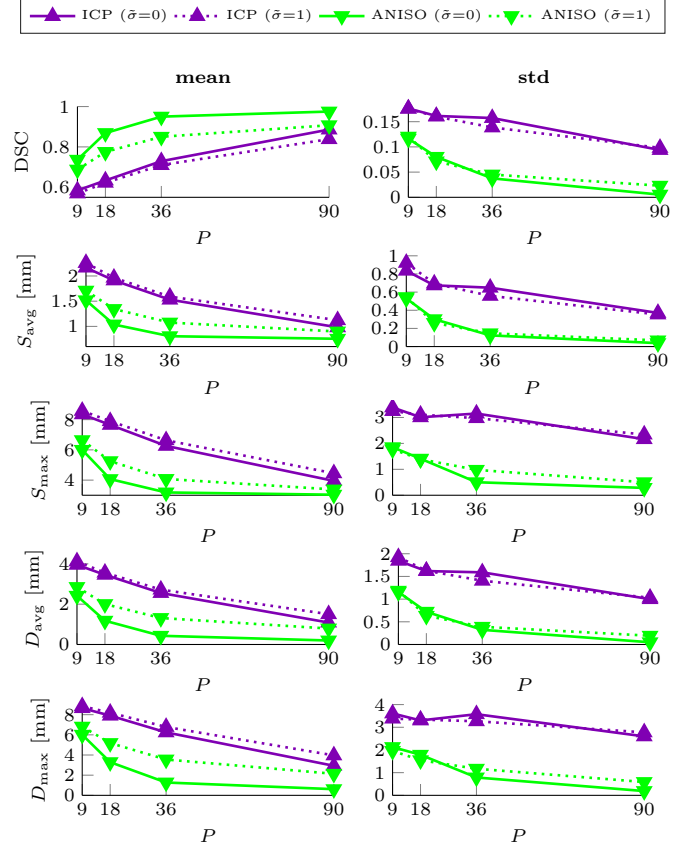 ICP (σ̃=0) ICP (σ̃=1) ANISO (σ̃=0) ANISO (σ̃=1)
mean std
DSC
1
0.8
0.6
9 18 36 90
P
0.15
0.1
0.05
0
9 18 36 90
P
S_avg [mm]
2
1.5
1
9 18 36 90
P
1
0.8
0.6
0.4
0.2
0
9 18 36 90
P
S_max [mm]
8
6
4
9 18 36 90
P
3
2
1
0
9 18 36 90
P
D_avg [mm]
4
2
0
9 18 36 90
P
2
1.5
1
0.5
0
9 18 36 90
P
D_max [mm]
8
6
4
2
0
9 18 36 90
P
4
3
2
1
0
9 18 36 90
P